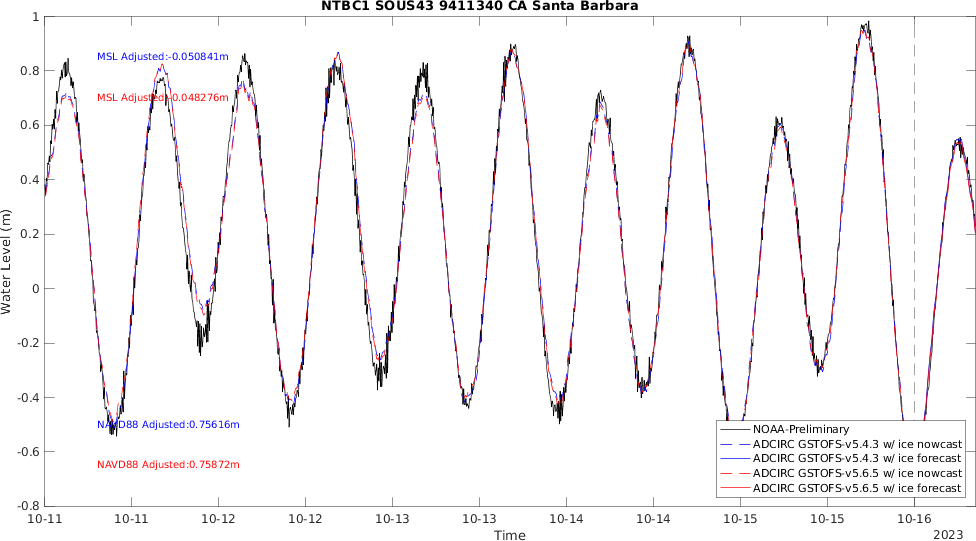 NTBC1 SOUS43 9411340 CA Santa Barbara
1
0.8
0.6
0.4
0.2
0
-0.2
-0.4
-0.6
-0.8
Water Level (m)
MSL Adjusted:-0.050841m
MSL Adjusted:-0.048276m
NAVD88 Adjusted:0.75616m
NAVD88 Adjusted:0.75872m
NOAA-Preliminary
ADCIRC GSTOFS-v5.4.3 w/ ice nowcast
ADCIRC GSTOFS-v5.4.3 w/ ice forecast
ADCIRC GSTOFS-v5.6.5 w/ ice nowcast
ADCIRC GSTOFS-v5.6.5 w/ ice forecast
10-11 10-11 10-12 10-12 10-13 10-13 10-14 10-14 10-15 10-15 10-16
Time
2023